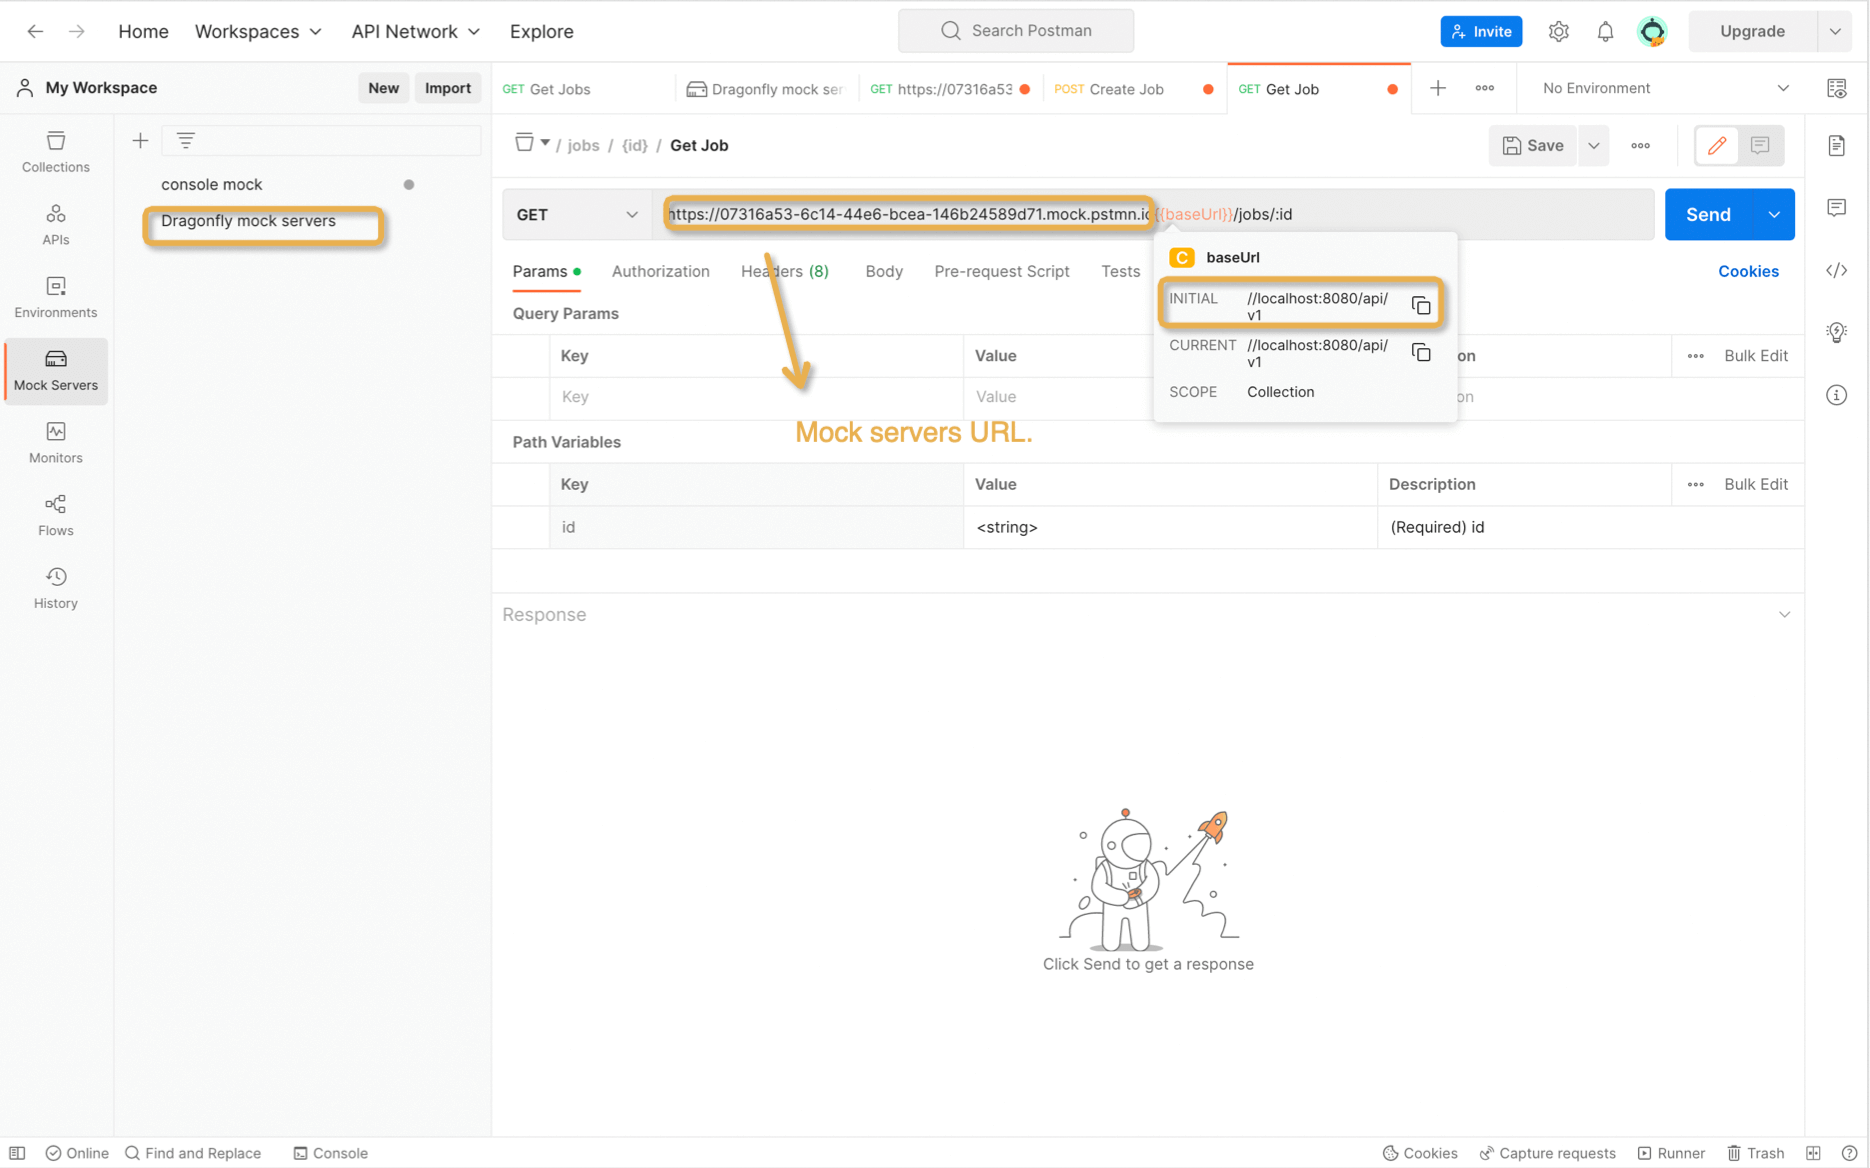 Home Workspaces API Network Explore Search Postman Invite Upgrade
My Workspace New Import GET Get Jobs Dragonfly mock ser GET https://07316a53 POST Create Job GET Get Job No Environment
Collections
APIs
Environments
Mock Servers
Monitors
Flows
History
console mock
Dragonfly mock servers
/ jobs / {id} / Get Job Save
GET https://07316a53-6c14-44e6-bcea-146b24589d71.mock.pstmn.io{{baseUrl}}/jobs/:id Send
C baseUrl
INITIAL //localhost:8080/api/
v1
CURRENT //localhost:8080/api/
v1
SCOPE Collection
Params Authorization Headers (8) Body Pre-request Script Tests Cookies
Query Params
Key Value on Bulk Edit
Key Value on
Mock servers URL.
Path Variables
Key Value Description Bulk Edit
id <string> (Required) id
Response
Click Send to get a response
Online Find and Replace Console Cookies Capture requests Runner Trash